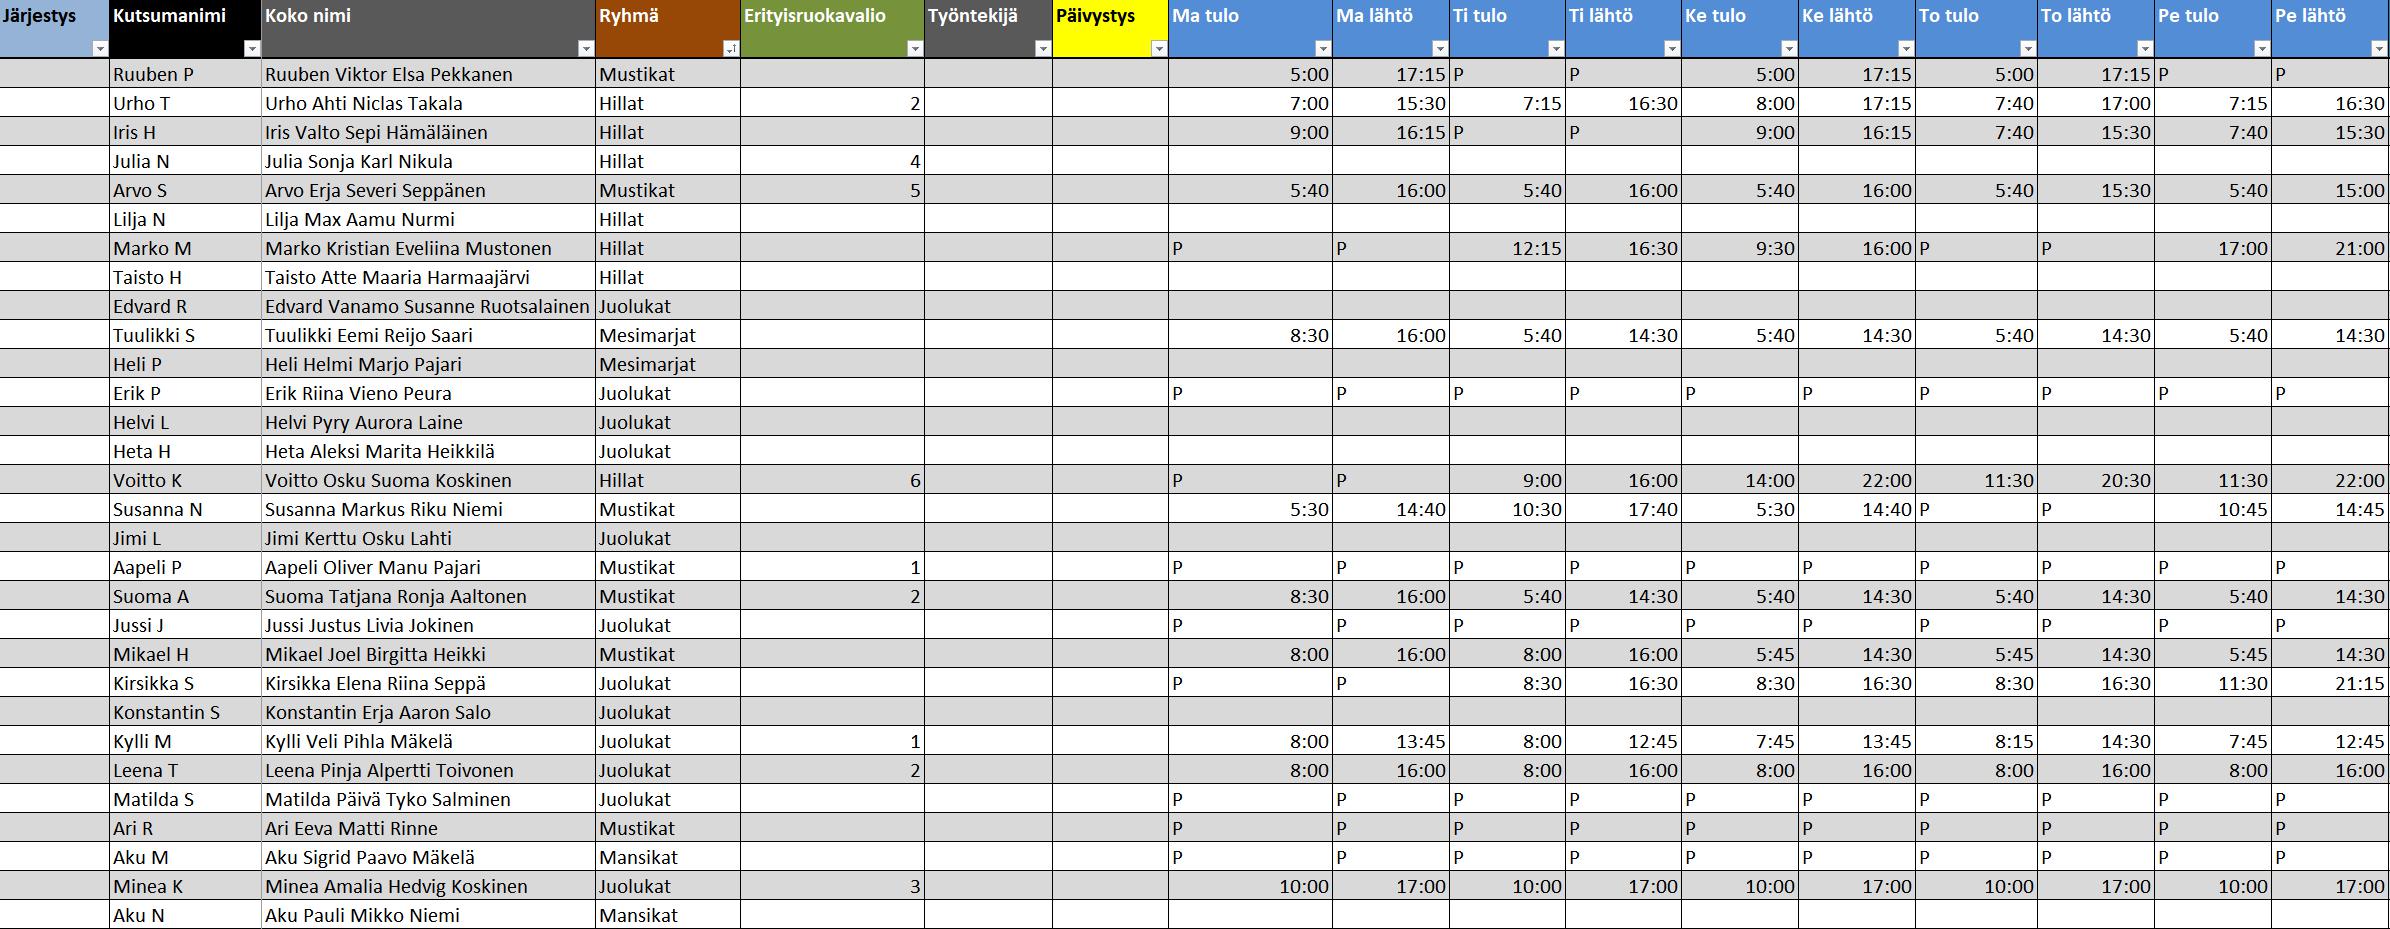 Järjestys Kutsumanimi Koko nimi Ryhmä Erityisruokavalio Työntekijä Päivystys Ma tulo Ma lähtö Ti tulo Ti lähtö Ke tulo Ke lähtö To tulo To lähtö Pe tulo Pe lähtö
Ruuben P Ruuben Viktor Elsa Pekkanen Mustikat 5:00 17:15 P P 5:00 17:15 5:00 17:15 P P
Urho T Urho Ahti Niclas Takala Hillat 2 7:00 15:30 7:15 16:30 8:00 17:15 7:40 17:00 7:15 16:30
Iris H Iris Valto Sepi Hämäläinen Hillat 9:00 16:15 P P 9:00 16:15 7:40 15:30 7:40 15:30
Julia N Julia Sonja Karl Nikula Hillat 4
Arvo S Arvo Erja Severi Seppänen Mustikat 5 5:40 16:00 5:40 16:00 5:40 16:00 5:40 15:30 5:40 15:00
Lilja N Lilja Max Aamu Nurmi Hillat
Marko M Marko Kristian Eveliina Mustonen Hillat P P 12:15 16:30 9:30 16:00 P P 17:00 21:00
Taisto H Taisto Atte Maaria Harmaajärvi Hillat
Edvard R Edvard Vanamo Susanne Ruotsalainen Juolukat
Tuulikki S Tuulikki Eemi Reijo Saari Mesimarjat 8:30 16:00 5:40 14:30 5:40 14:30 5:40 14:30 5:40 14:30
Heli P Heli Helmi Marjo Pajari Mesimarjat
Erik P Erik Riina Vieno Peura Juolukat P P P P P P P P P P
Helvi L Helvi Pyry Aurora Laine Juolukat
Heta H Heta Aleksi Marita Heikkilä Juolukat
Voitto K Voitto Osku Suoma Koskinen Hillat 6 P P 9:00 16:00 14:00 22:00 11:30 20:30 11:30 22:00
Susanna N Susanna Markus Riku Niemi Mustikat 5:30 14:40 10:30 17:40 5:30 14:40 P P 10:45 14:45
Jimi L Jimi Kerttu Osku Lahti Juolukat
Aapeli P Aapeli Oliver Manu Pajari Mustikat 1 P P P P P P P P P P
Suoma A Suoma Tatjana Ronja Aaltonen Mustikat 2 8:30 16:00 5:40 14:30 5:40 14:30 5:40 14:30 5:40 14:30
Jussi J Jussi Justus Livia Jokinen Juolukat P P P P P P P P P P
Mikael H Mikael Joel Birgitta Heikki Mustikat 8:00 16:00 8:00 16:00 5:45 14:30 5:45 14:30 5:45 14:30
Kirsikka S Kirsikka Elena Riina Seppä Juolukat P P 8:30 16:30 8:30 16:30 8:30 16:30 11:30 21:15
Konstantin S Konstantin Erja Aaron Salo Juolukat
Kylli M Kylli Veli Pihla Mäkelä Juolukat 1 8:00 13:45 8:00 12:45 7:45 13:45 8:15 14:30 7:45 12:45
Leena T Leena Pinja Alpertti Toivonen Juolukat 2 8:00 16:00 8:00 16:00 8:00 16:00 8:00 16:00 8:00 16:00
Matilda S Matilda Päivä Tyko Salminen Juolukat P P P P P P P P P P
Ari R Ari Eeva Matti Rinne Mustikat P P P P P P P P P P
Aku M Aku Sigrid Paavo Mäkelä Mansikat P P P P P P P P P P
Minea K Minea Amalia Hedvig Koskinen Juolukat 3 10:00 17:00 10:00 17:00 10:00 17:00 10:00 17:00 10:00 17:00
Aku N Aku Pauli Mikko Niemi Mansikat